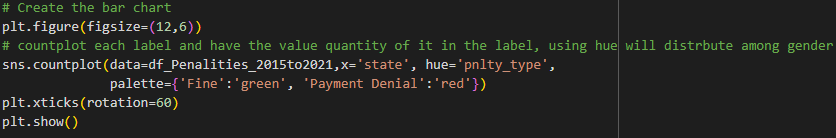 # Create the bar chart
plt.figure(figsize=(12,6))
# countplot each label and have the value quantity of it in the label, using hue will distrbute among gender
sns.countplot(data=df_Penalities_2015to2021,x='state', hue='pnlty_type',
palette={'Fine':'green', 'Payment Denial':'red'})
plt.xticks(rotation=60)
plt.show()